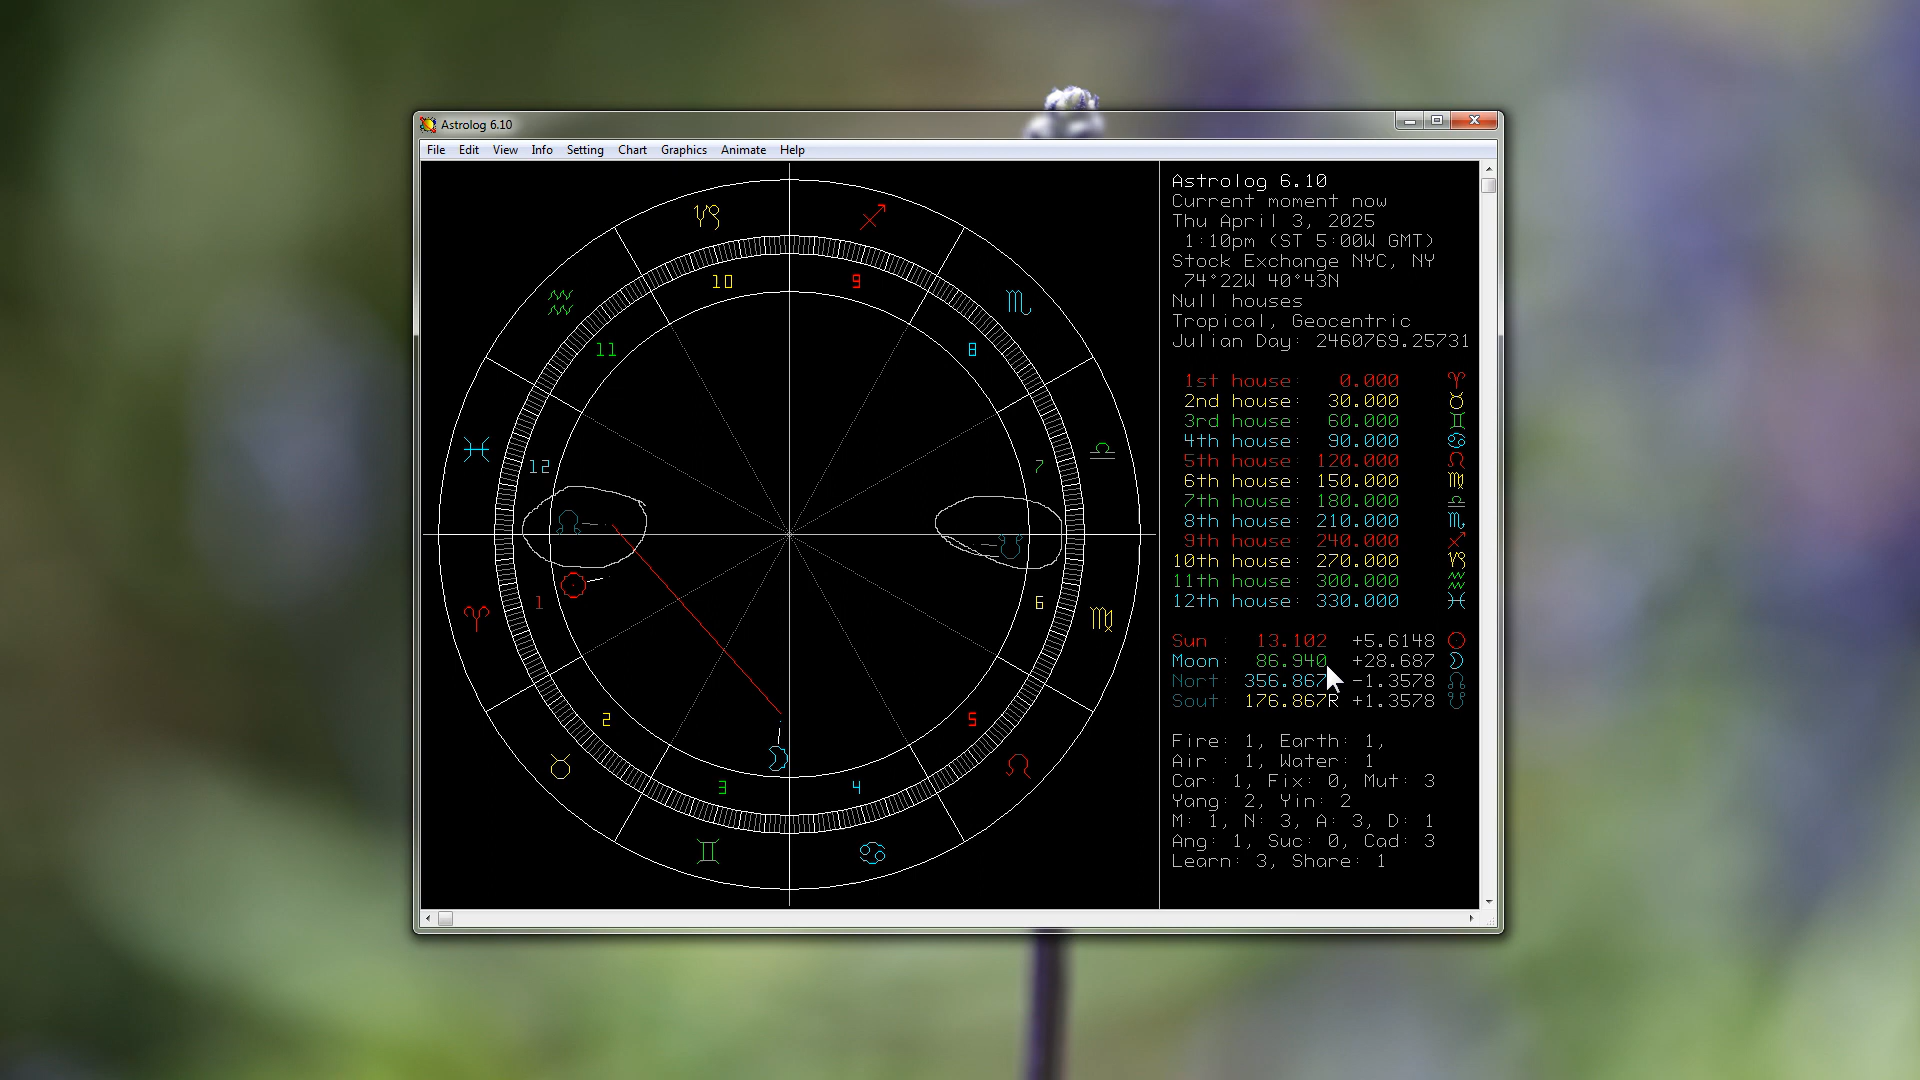 Astrolog 6.10
File Edit View Info Setting Chart Graphics Animate Help
10 9
11 8
12 7
1 6
2 5
3 4
Astrolog 6.10
Current moment now
Thu April 3, 2025
1:10pm (ST 5:00W GMT)
Stock Exchange NYC, NY
74°22W 40°43N
Null houses
Tropical, Geocentric
Julian Day: 2460769.25731
1st house: 0.000 ♈
2nd house: 30.000 ♉
3rd house: 60.000 ♊
4th house: 90.000 ♋
5th house: 120.000 ♌
6th house: 150.000 ♍
7th house: 180.000 ♎
8th house: 210.000 ♏
9th house: 240.000 ♐
10th house: 270.000 ♑
11th house: 300.000 ♒
12th house: 330.000 ♓
Sun : 13.102 +5.6148 ☉
Moon: 86.940 +28.687 ☽
Nort: 356.867 -1.3578 ☊
Sout: 176.867R +1.3578 ☋
Fire: 1, Earth: 1,
Air : 1, Water: 1
Car: 1, Fix: 0, Mut: 3
Yang: 2, Yin: 2
M: 1, N: 3, A: 3, D: 1
Ang: 1, Suc: 0, Cad: 3
Learn: 3, Share: 1